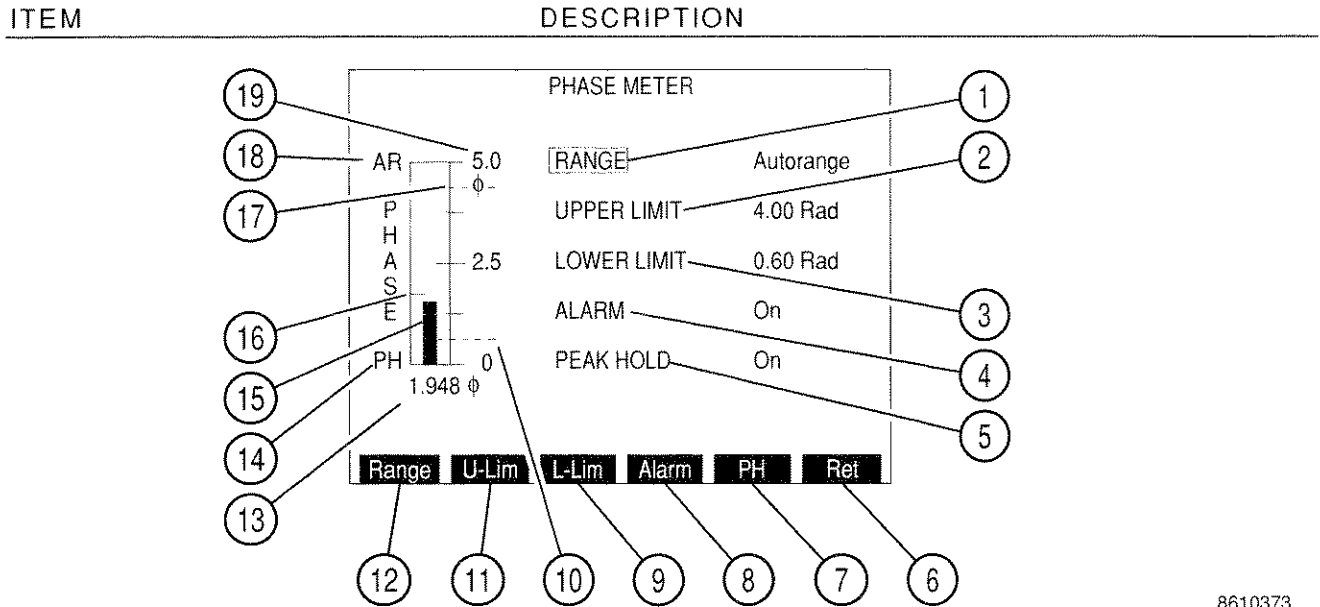 ITEM DESCRIPTION
PHASE METER
19 1
18 AR 5.0 RANGE Autorange 2
17 ϕ
P UPPER LIMIT 4.00 Rad
H
A 2.5 LOWER LIMIT 0.60 Rad
S
E ALARM On 3
16
15 PH 0 PEAK HOLD On 4
1.948 ϕ
14 5
Range U-Lim L-Lim Alarm PH Ret
13
12 11 10 9 8 7 6
8610373